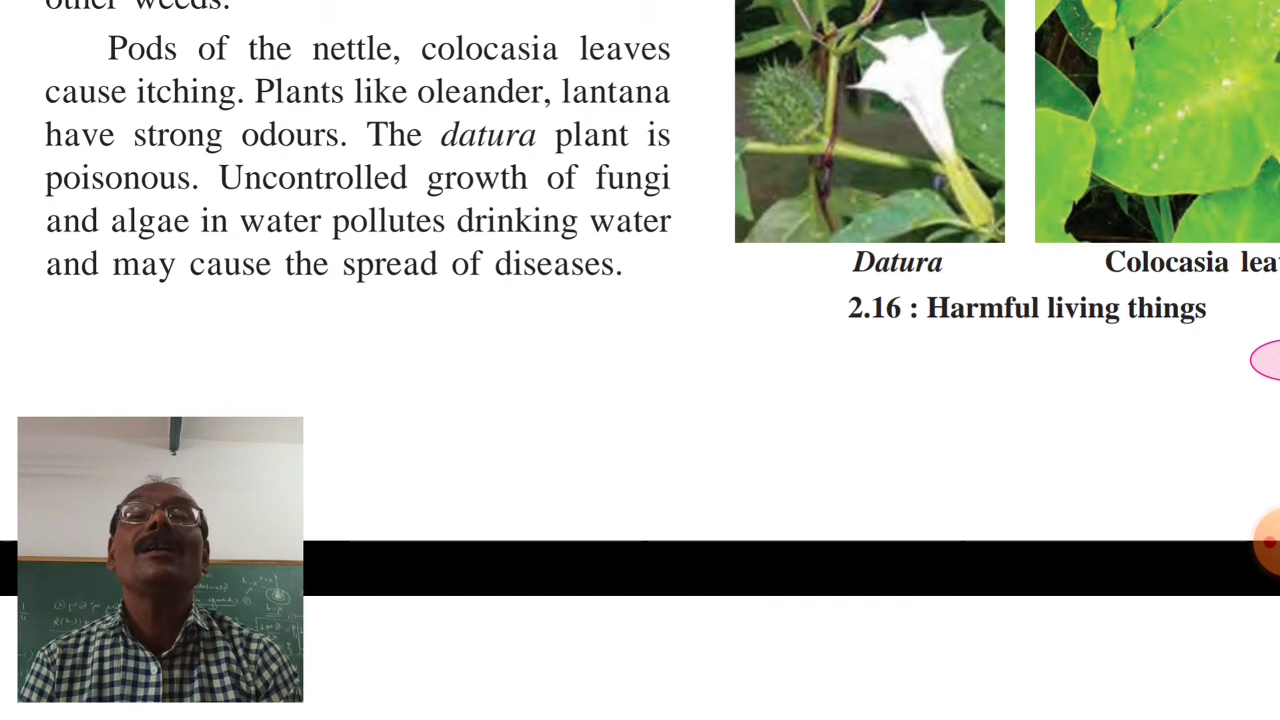 other weeds.
Pods of the nettle, colocasia leaves
cause itching. Plants like oleander, lantana
have strong odours. The datura plant is
poisonous. Uncontrolled growth of fungi
and algae in water pollutes drinking water
and may cause the spread of diseases.
Datura
Colocasia
2.16 : Harmful living things